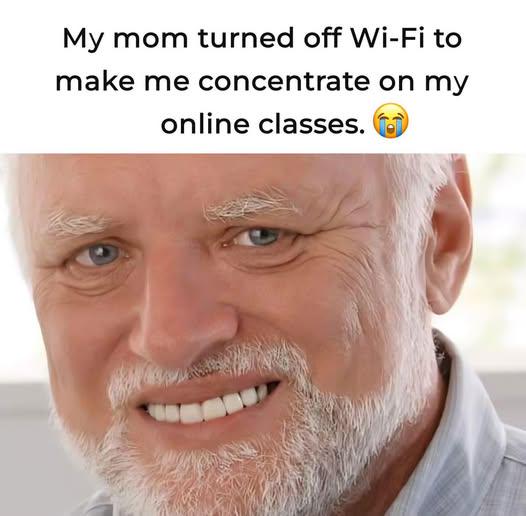 My mom turned off Wi-Fi to
make me concentrate on my
online classes. 😭